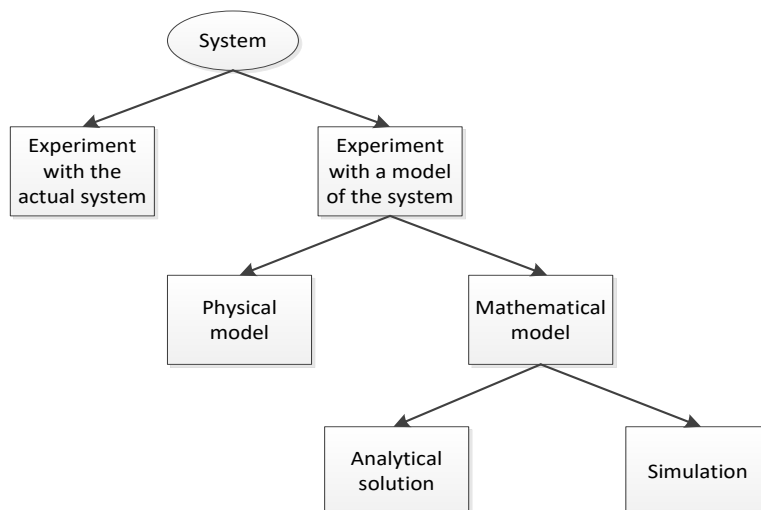 System
Experiment
with the
actual system
Experiment
with a model
of the system
Physical
model
Mathematical
model
Analytical
solution
Simulation